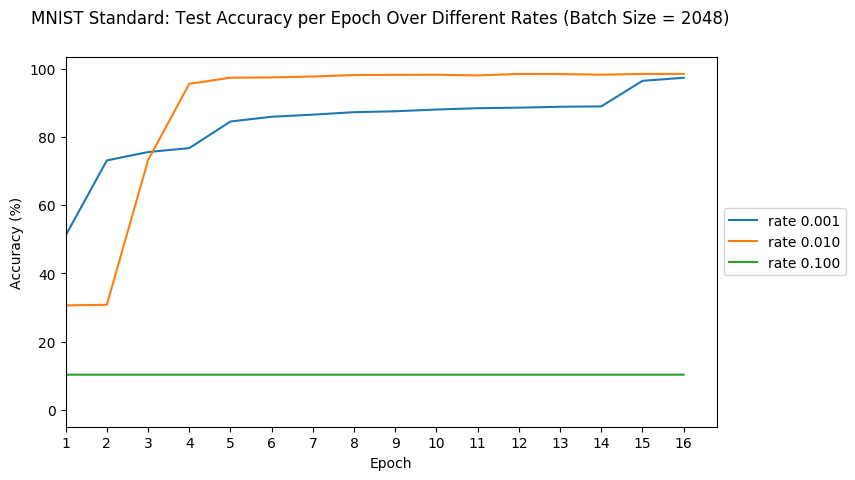 MNIST Standard: Test Accuracy per Epoch Over Different Rates (Batch Size = 2048)
Accuracy (%)
100
80
60
40
20
0
1 2 3 4 5 6 7 8 9 10 11 12 13 14 15 16
Epoch
rate 0.001
rate 0.010
rate 0.100